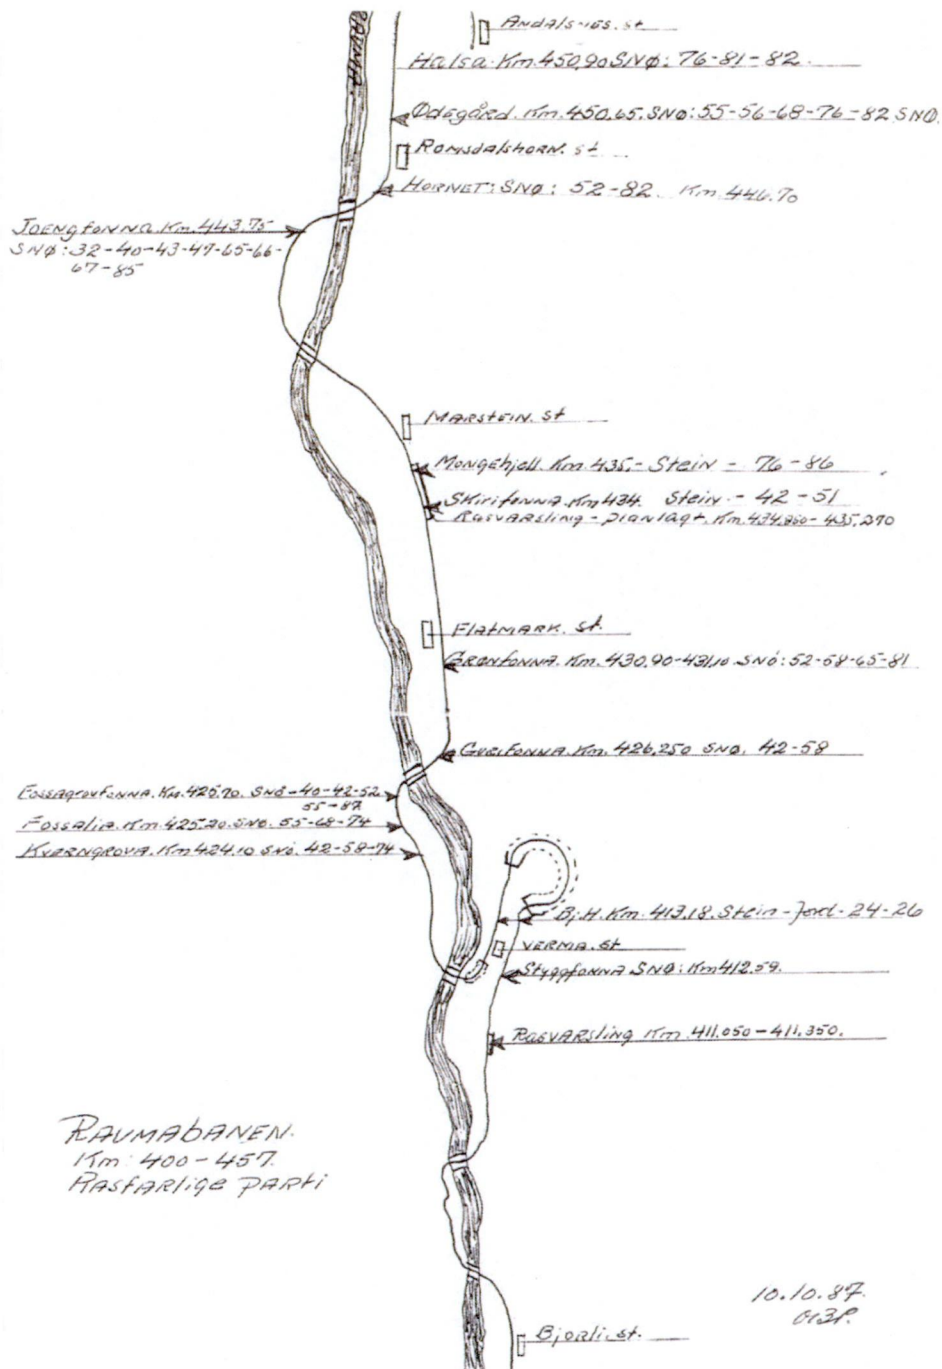 RAUMA.
Åndalsnes. st
Halsa. Km. 450,90 SNØ: 76-81-82.
Ødegård. Km. 450.65. SNØ: 55-56-68-76-82 SNØ.
Romsdalshorn. st
HORNET: SNØ: 52-82. Km. 446.70
Joengfonna. Km. 443.75
SNØ: 32-40-43-47-65-66-
67-85
MARSTEIN. st
Mongehjell. Km. 435,- Stein - 76-86
Skirifonna. Km 434. Stein. - 42-51
Rasvarsling - planlagt. Km. 434,260 - 435,270
FLATMARK. st.
Grønfonna. Km. 430,90-431,10. SNØ: 52-58-65-81
Gurifonna. Km. 426,250 SNØ. 42-58
Fossagrovfonna. Km. 425.70. SNØ-40-42-52
55-87
Fossalia. Km. 425,20. SNØ. 55-68-74
Kverngrova. Km 424.10 SNØ. 42-58-74
Bj.H. Km. 413,18. Stein-Jord-24-26
VERMA. st
Styggfonna SNØ: Km 412.59.
RASVARSLING Km. 411.050-411.350.
RAUMABANEN.
Km: 400-457.
RASFARLIGE PARTI
10.10.87.
Bjorli. st.